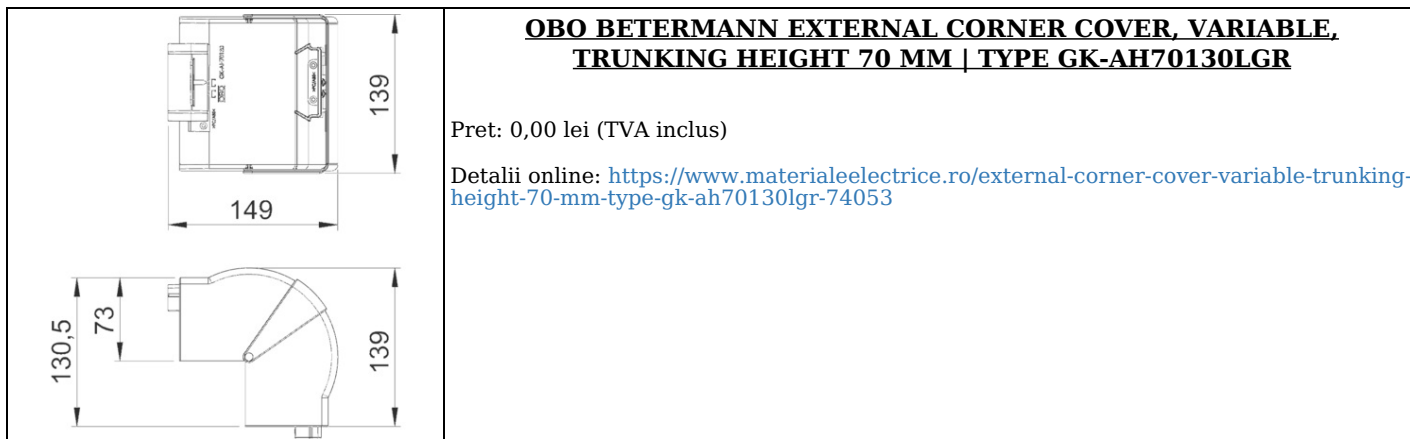 139
149
130,5
73
139
OBO BETERMANN EXTERNAL CORNER COVER, VARIABLE,
TRUNKING HEIGHT 70 MM | TYPE GK-AH70130LGR
Pret: 0,00 lei (TVA inclus)
Detalii online: https://www.materialeelectrice.ro/external-corner-cover-variable-trunking-
height-70-mm-type-gk-ah70130lgr-74053